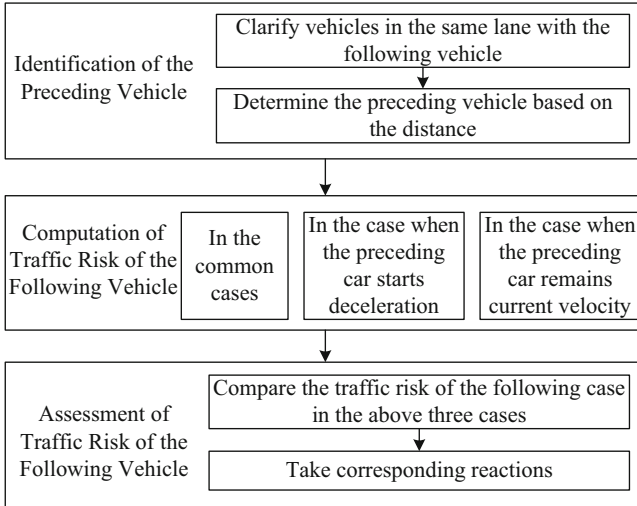 Identification of the
Preceding Vehicle
Clarify vehicles in the same lane with the
following vehicle
Determine the preceding vehicle based on
the distance
Computation of
Traffic Risk of the
Following Vehicle
In the
common
cases
In the case when
the preceding
car starts
deceleration
In the case when
the preceding
car remains
current velocity
Assessment of
Traffic Risk of the
Following Vehicle
Compare the traffic risk of the following case
in the above three cases
Take corresponding reactions